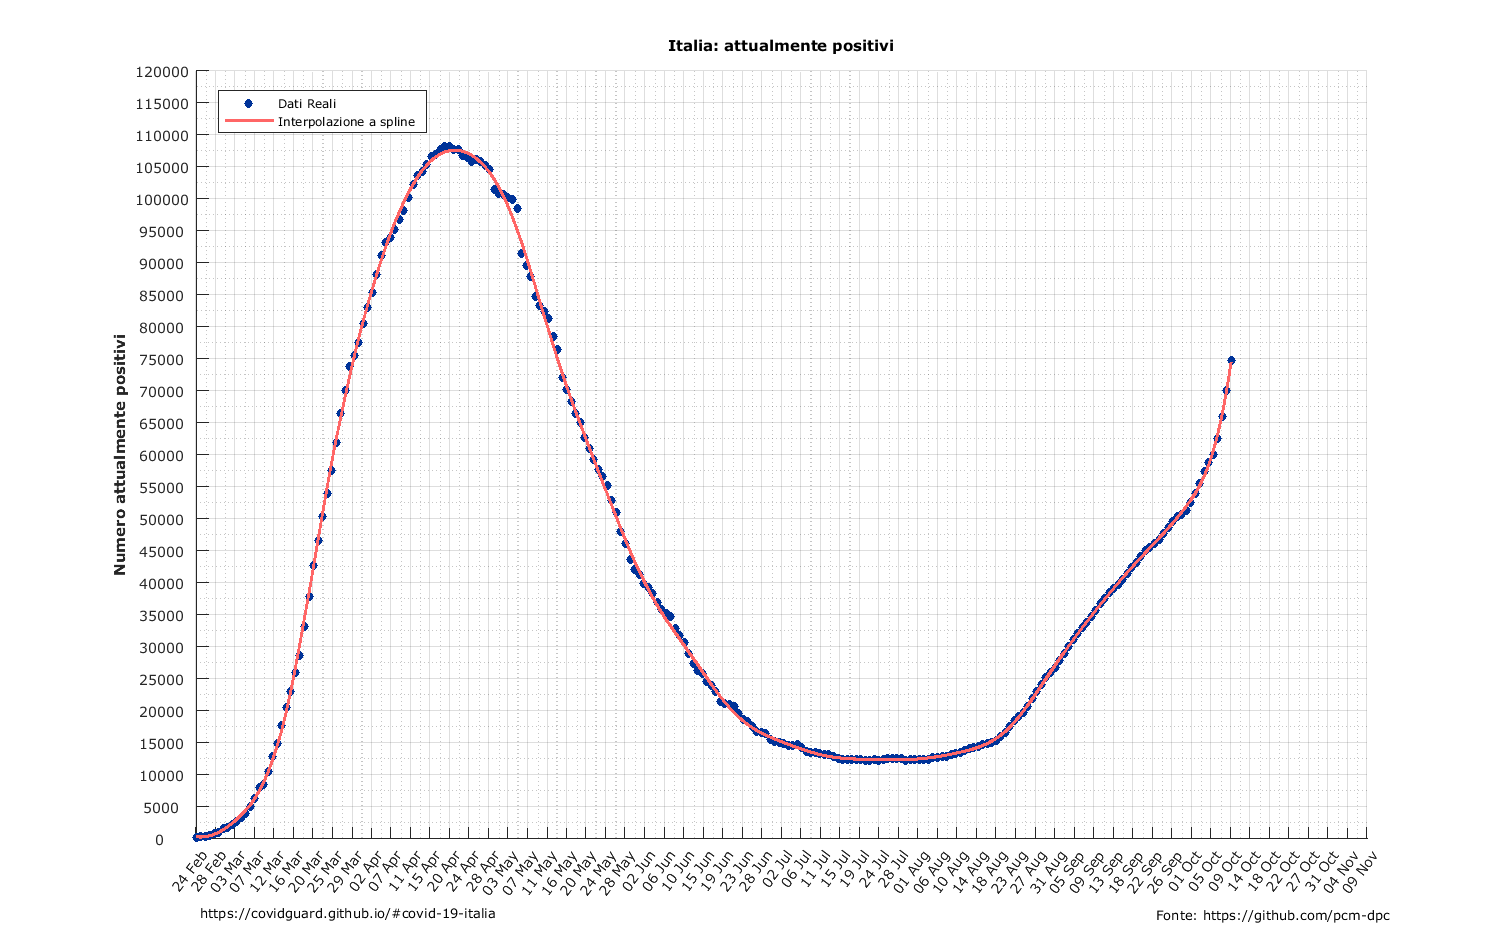 Italia: attualmente positivi
120000
115000
110000
105000
100000
95000
90000
85000
80000
75000
70000
65000
60000
55000
50000
45000
40000
35000
30000
25000
20000
15000
10000
5000
0
Dati Reali
Interpolazione a spline
Numero attualmente positivi
24 Feb
28 Feb
03 Mar
07 Mar
12 Mar
16 Mar
20 Mar
25 Mar
29 Mar
02 Apr
07 Apr
11 Apr
15 Apr
20 Apr
24 Apr
28 Apr
03 May
07 May
11 May
16 May
20 May
24 May
28 May
02 Jun
06 Jun
10 Jun
15 Jun
19 Jun
23 Jun
28 Jun
02 Jul
06 Jul
11 Jul
15 Jul
19 Jul
24 Jul
28 Jul
01 Aug
06 Aug
10 Aug
14 Aug
18 Aug
23 Aug
27 Aug
31 Aug
05 Sep
09 Sep
13 Sep
18 Sep
22 Sep
26 Sep
01 Oct
05 Oct
09 Oct
14 Oct
18 Oct
22 Oct
27 Oct
31 Oct
04 Nov
09 Nov
https://covidguard.github.io/#covid-19-italia
Fonte: https://github.com/pcm-dpc